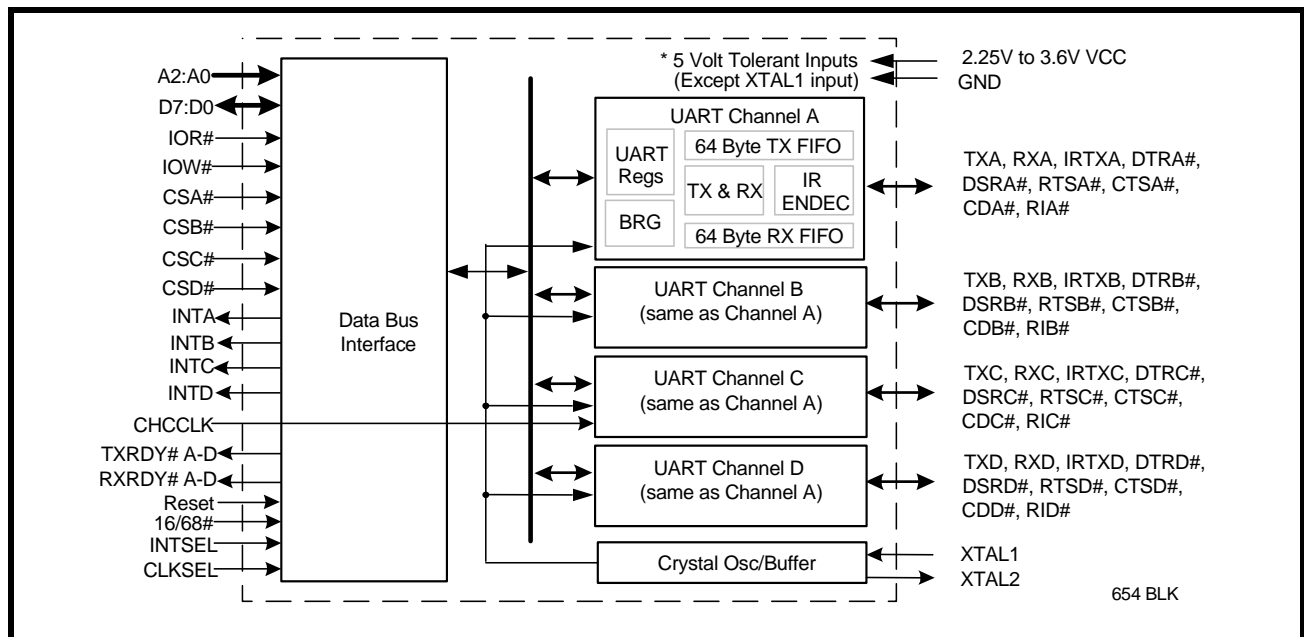 A2:A0
D7:D0
IOR#
IOW#
CSA#
CSB#
CSC#
CSD#
INTA
INTB
INTC
INTD
CHCCLK
TXRDY# A-D
RXRDY# A-D
Reset
16/68#
INTSEL
CLKSEL
Data Bus
Interface
* 5 Volt Tolerant Inputs
(Except XTAL1 input)
2.25V to 3.6V VCC
GND
UART Channel A
UART
Regs
BRG
64 Byte TX FIFO
TX & RX
IR
ENDEC
64 Byte RX FIFO
TXA, RXA, IRTXA, DTRA#,
DSRA#, RTSA#, CTSA#,
CDA#, RIA#
UART Channel B
(same as Channel A)
TXB, RXB, IRTXB, DTRB#,
DSRB#, RTSB#, CTSB#,
CDB#, RIB#
UART Channel C
(same as Channel A)
TXC, RXC, IRTXC, DTRC#,
DSRC#, RTSC#, CTSC#,
CDC#, RIC#
UART Channel D
(same as Channel A)
TXD, RXD, IRTXD, DTRD#,
DSRD#, RTSD#, CTSD#,
CDD#, RID#
Crystal Osc/Buffer
XTAL1
XTAL2
654 BLK